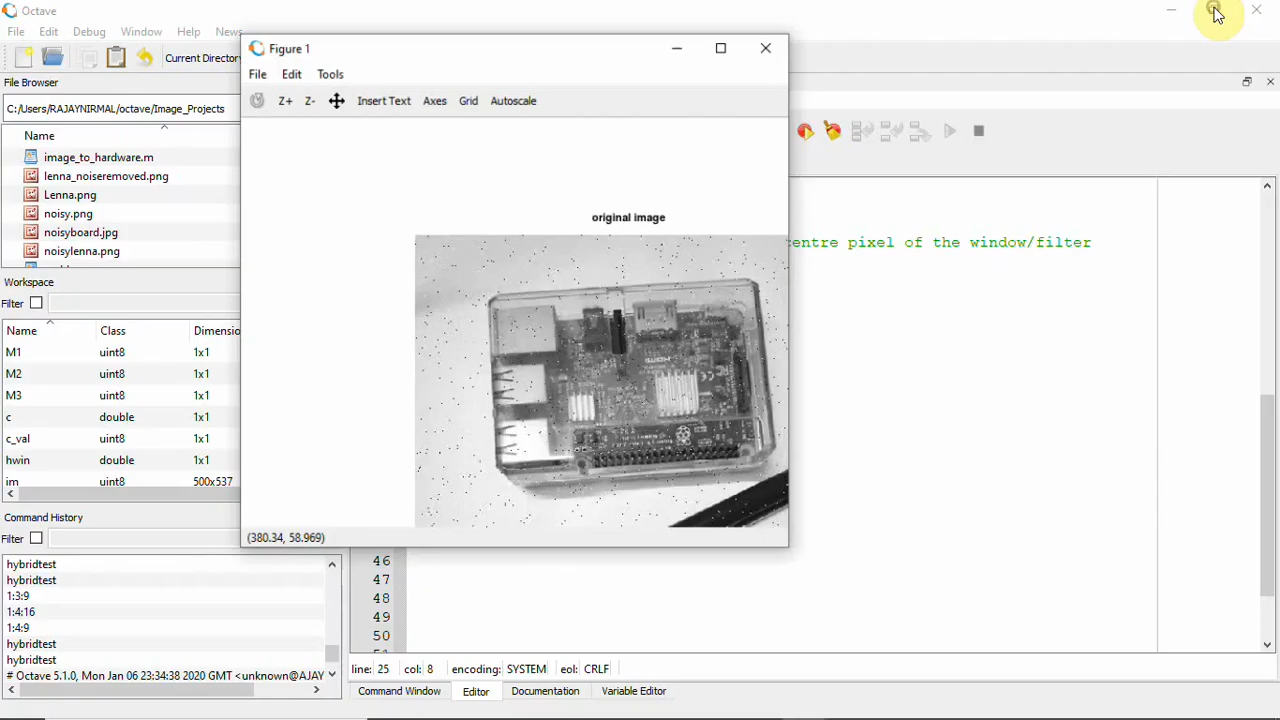 Octave
File Edit Debug Window Help News
Current Directory
File Browser
C:/Users/RAJAYNIRMAL/octave/Image_Projects
Name
image_to_hardware.m
lenna_noiseremoved.png
Lenna.png
noisy.png
noisyboard.jpg
noisylenna.png
Workspace
Filter
Name Class Dimensio
M1 uint8 1x1
M2 uint8 1x1
M3 uint8 1x1
c double 1x1
c_val uint8 1x1
hwin double 1x1
im uint8 500x537
Command History
Filter
hybridtest
hybridtest
1:3:9
1:4:16
1:4:9
hybridtest
hybridtest
# Octave 5.1.0, Mon Jan 06 23:34:38 2020 GMT <unknown@AJAY
Figure 1
File Edit Tools
Z+ Z- Insert Text Axes Grid Autoscale
original image
(380.34, 58.969)
centre pixel of the window/filter
46
47
48
49
50
51
line: 25 col: 8 encoding: SYSTEM eol: CRLF
Command Window Editor Documentation Variable Editor